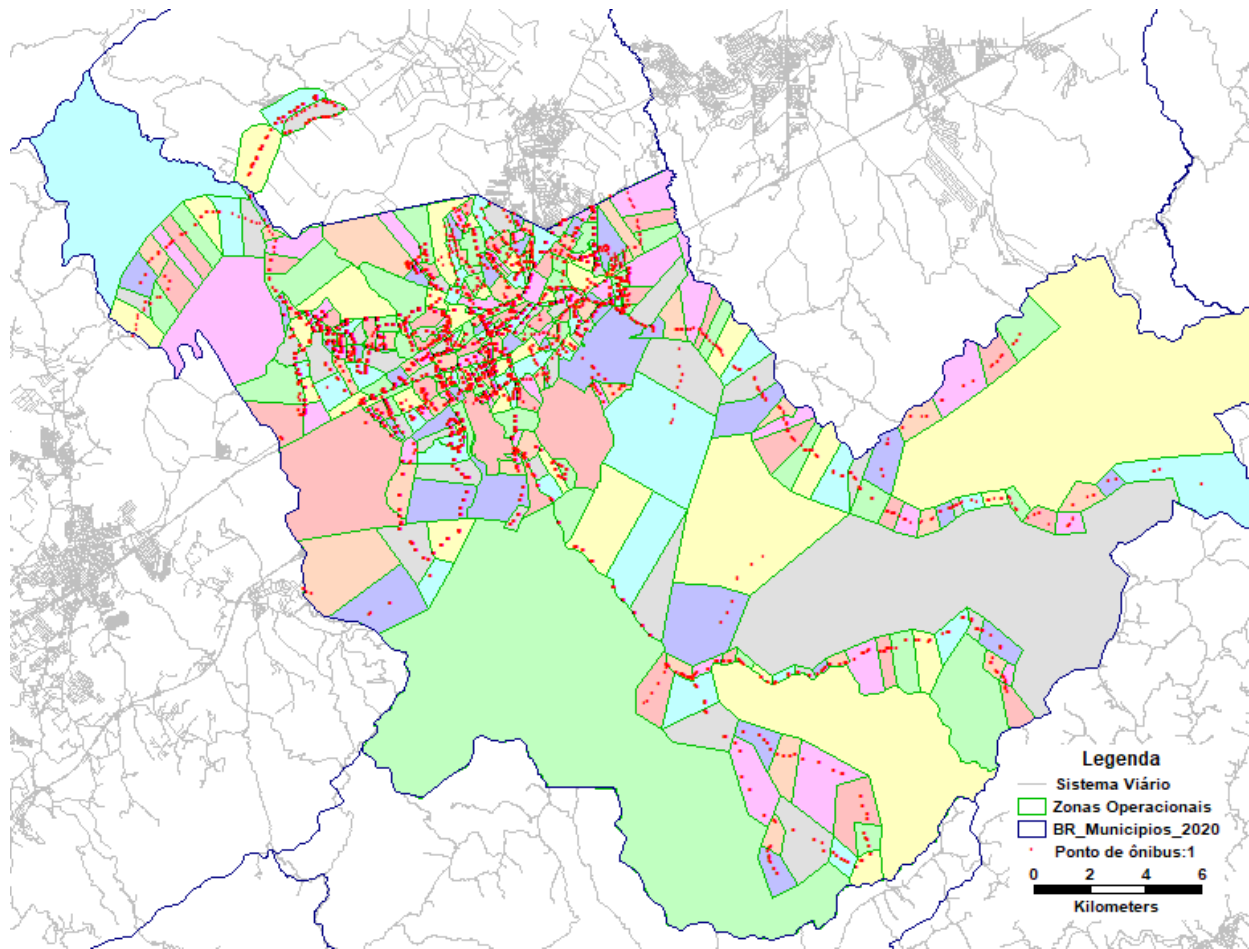 Legenda
Sistema Viário
Zonas Operacionais
BR_Municipios_2020
Ponto de ônibus:1
0 2 4 6
Kilometers